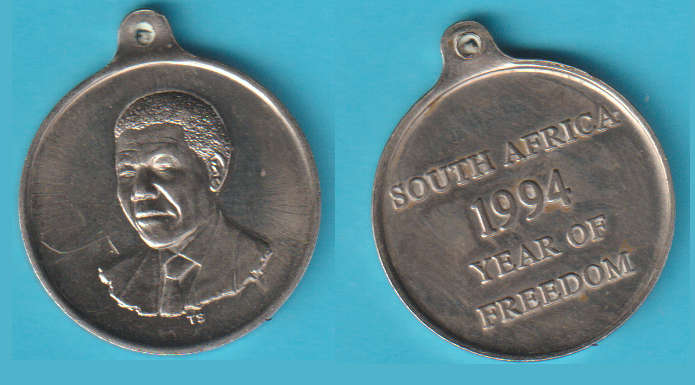 TS
SOUTH AFRICA
1994
YEAR OF
FREEDOM